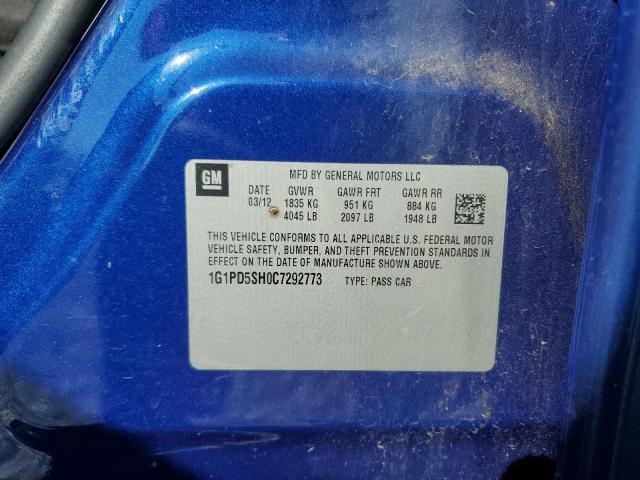 GM MFD BY GENERAL MOTORS LLC
DATE GVWR GAWR FRT GAWR RR
03/12 1835 KG 951 KG 884 KG
4045 LB 2097 LB 1948 LB
THIS VEHICLE CONFORMS TO ALL APPLICABLE U.S. FEDERAL MOTOR
VEHICLE SAFETY, BUMPER, AND THEFT PREVENTION STANDARDS IN
EFFECT ON THE DATE OF MANUFACTURE SHOWN ABOVE.
1G1PD5SH0C7292773 TYPE: PASS CAR